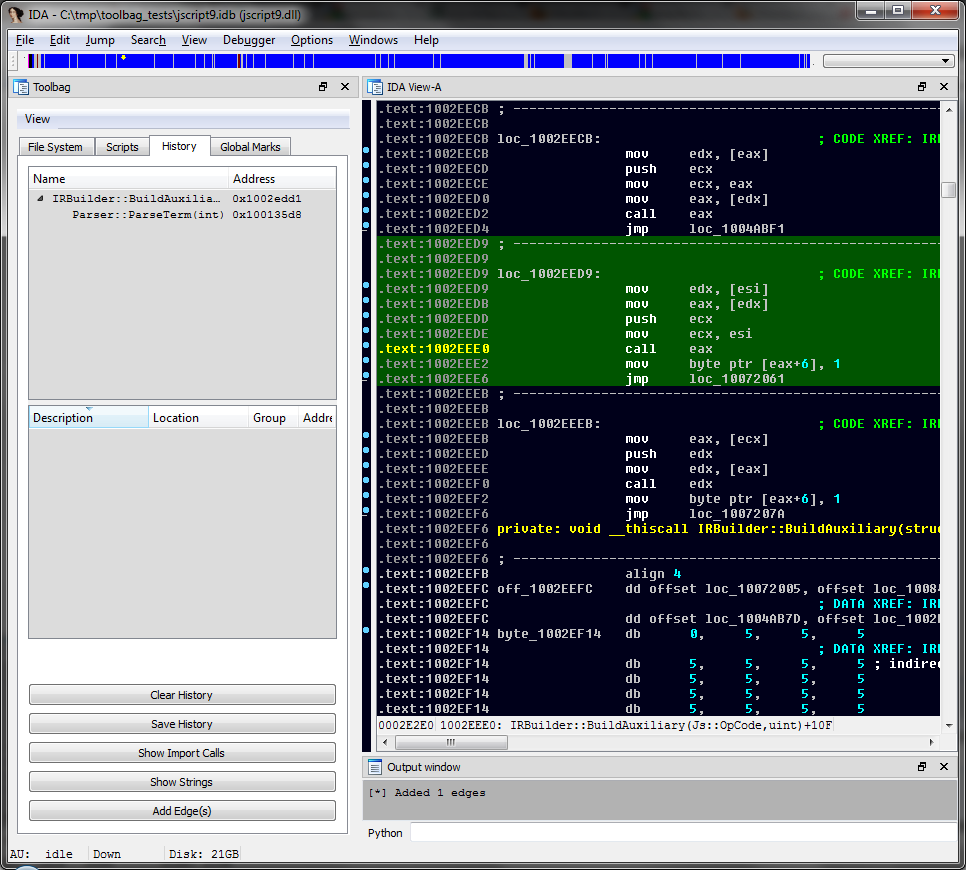 IDA - C:\tmp\toolbag_tests\jscript9.idb (jscript9.dll)
File Edit Jump Search View Debugger Options Windows Help
Toolbag
View
File System Scripts History Global Marks
Name Address
IRBuilder::BuildAuxilia... 0x1002edd1
Parser::ParseTerm(int) 0x100135d8
Description Location Group Addre
Clear History
Save History
Show Import Calls
Show Strings
Add Edge(s)
IDA View-A
.text:1002EECB ; ----------------------------------------------------------
.text:1002EECB
.text:1002EECB loc_1002EECB: ; CODE XREF: IRB
.text:1002EECB mov edx, [eax]
.text:1002EECD push ecx
.text:1002EECE mov ecx, eax
.text:1002EED0 mov eax, [edx]
.text:1002EED2 call eax
.text:1002EED4 jmp loc_1004ABF1
.text:1002EED9 ; ----------------------------------------------------------
.text:1002EED9
.text:1002EED9 loc_1002EED9: ; CODE XREF: IRB
.text:1002EED9 mov edx, [esi]
.text:1002EEDB mov eax, [edx]
.text:1002EEDD push ecx
.text:1002EEDE mov ecx, esi
.text:1002EEE0 call eax
.text:1002EEE2 mov byte ptr [eax+6], 1
.text:1002EEE6 jmp loc_10072061
.text:1002EEEB ; ----------------------------------------------------------
.text:1002EEEB
.text:1002EEEB loc_1002EEEB: ; CODE XREF: IRB
.text:1002EEEB mov eax, [ecx]
.text:1002EEED push edx
.text:1002EEEE mov edx, [eax]
.text:1002EEF0 call edx
.text:1002EEF2 mov byte ptr [eax+6], 1
.text:1002EEF6 jmp loc_1007207A
.text:1002EEF6 private: void __thiscall IRBuilder::BuildAuxiliary(struc
.text:1002EEF6
.text:1002EEF6 ; ----------------------------------------------------------
.text:1002EEFB align 4
.text:1002EEFC off_1002EEFC dd offset loc_10072005, offset loc_10084
.text:1002EEFC ; DATA XREF: IRB
.text:1002EEFC dd offset loc_1004AB7D, offset loc_1002E
.text:1002EF14 byte_1002EF14 db 0, 5, 5, 5
.text:1002EF14 ; DATA XREF: IRB
.text:1002EF14 db 5, 5, 5, 5 ; indirec
.text:1002EF14 db 5, 5, 5, 5
.text:1002EF14 db 5, 5, 5, 5
.text:1002EF14 db 5, 5, 5, 5
0002E2E0 1002EEE0: IRBuilder::BuildAuxiliary(Js::OpCode,uint)+10F
Output window
[*] Added 1 edges
Python
AU: idle Down Disk: 21GB